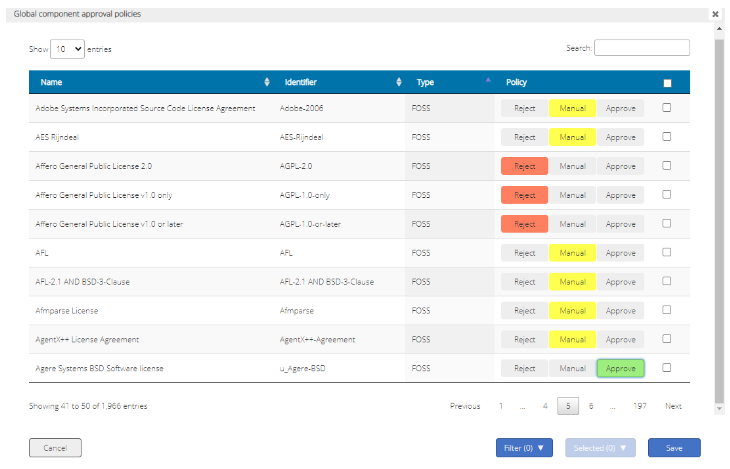 Global component approval policies ×
Show 10 entries Search:
Name Identifier Type Policy
Adobe Systems Incorporated Source Code License Agreement Adobe-2006 FOSS Reject Manual Approve
AES Rijndeal AES-Rijndeal FOSS Reject Manual Approve
Affero General Public License 2.0 AGPL-2.0 FOSS Reject Manual Approve
Affero General Public License v1.0 only AGPL-1.0-only FOSS Reject Manual Approve
Affero General Public License v1.0 or later AGPL-1.0-or-later FOSS Reject Manual Approve
AFL AFL FOSS Reject Manual Approve
AFL-2.1 AND BSD-3-Clause AFL-2.1 AND BSD-3-Clause FOSS Reject Manual Approve
Afmparse License Afmparse FOSS Reject Manual Approve
AgentX++ License Agreement AgentX++-Agreement FOSS Reject Manual Approve
Agere Systems BSD Software license u_Agere-BSD FOSS Reject Manual Approve
Showing 41 to 50 of 1,966 entries Previous 1 ... 4 5 6 ... 197 Next
Cancel Filter (0) ▼ Selected (0) ▼ Save